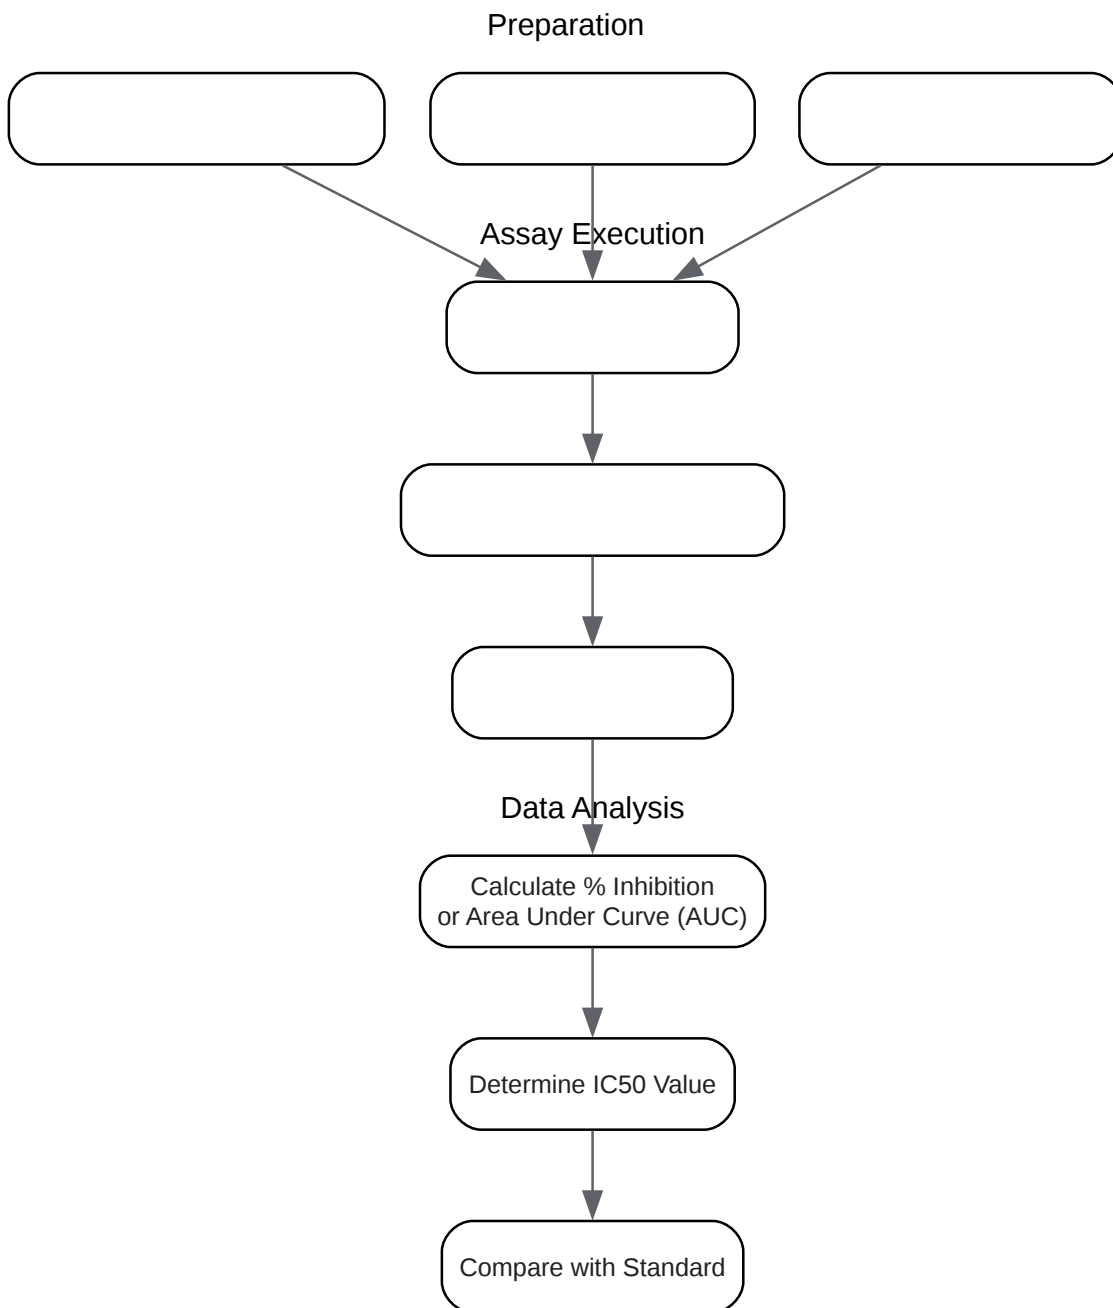 Preparation
Assay Execution
Data Analysis
Calculate % Inhibition
or Area Under Curve (AUC)
Determine IC50 Value
Compare with Standard